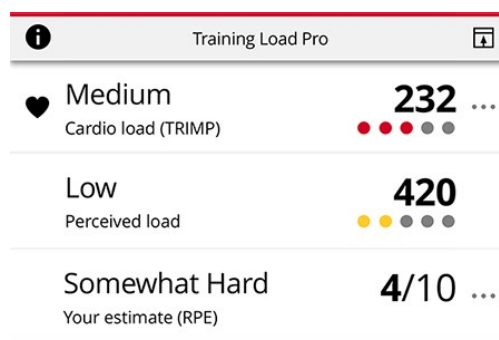 Training Load Pro
Medium
232
Cardio load (TRIMP)
Low
420
Perceived load
Somewhat Hard
4/10
Your estimate (RPE)